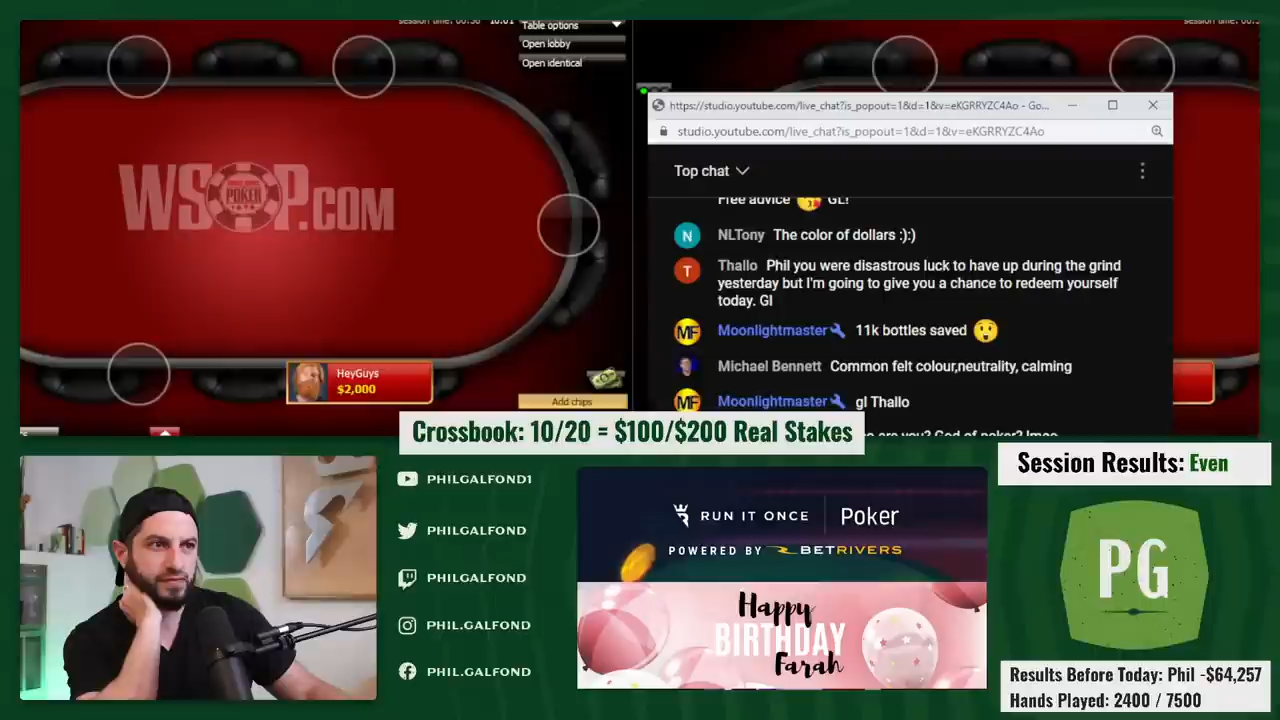 Table options
Open lobby
Open identical
WSOP.COM
POKER
HeyGuys
$2,000
Add chips
https://studio.youtube.com/live_chat?is_popout=1&d=1&v=eKGRRYZC4Ao - Go...
studio.youtube.com/live_chat?is_popout=1&d=1&v=eKGRRYZC4Ao
Top chat
Free advice 😘 GL!
N NLTony The color of dollars :):)
T Thallo Phil you were disastrous luck to have up during the grind
yesterday but I'm going to give you a chance to redeem yourself
today. Gl
MF Moonlightmaster 11k bottles saved 😲
Michael Bennett Common felt colour,neutrality, calming
MF Moonlightmaster gl Thallo
Crossbook: 10/20 = $100/$200 Real Stakes
PHILGALFOND1
PHILGALFOND
PHILGALFOND
PHIL.GALFOND
PHIL.GALFOND
RUN IT ONCE Poker
POWERED BY BETRIVERS
Happy
BIRTHDAY
Farah
Session Results: Even
PG
Results Before Today: Phil -$64,257
Hands Played: 2400 / 7500